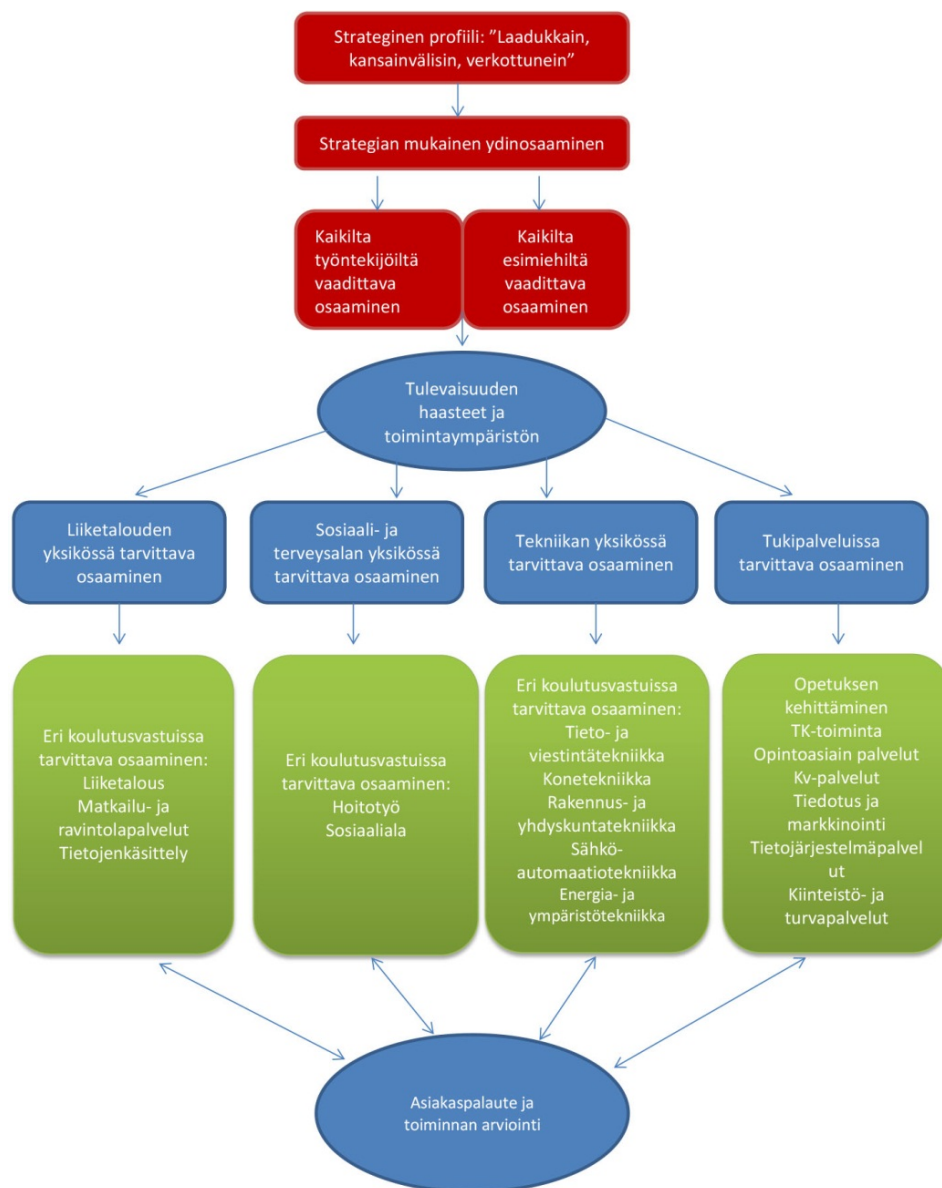 Strateginen profiili: ”Laadukkain,
kansainvälisin, verkottunein”
Strategian mukainen ydinosaaminen
Kaikilta
työntekijöiltä
vaadittava
osaaminen
Kaikilta
esimiehiltä
vaadittava
osaaminen
Tulevaisuuden
haasteet ja
toimintaympäristön
Liiketalouden
yksikössä tarvittava
osaaminen
Sosiaali- ja
terveysalan yksikössä
tarvittava osaaminen
Tekniikan yksikössä
tarvittava osaaminen
Tukipalveluissa
tarvittava osaaminen
Eri koulutusvastuissa
tarvittava osaaminen:
Liiketalous
Matkailu- ja
ravintolapalvelut
Tietojenkäsittely
Eri koulutusvastuissa
tarvittava osaaminen:
Hoitotyö
Sosiaaliala
Eri koulutusvastuissa
tarvittava osaaminen:
Tieto- ja
viestintätekniikka
Konetekniikka
Rakennus- ja
yhdyskuntatekniikka
Sähkö-
automaatiotekniikka
Energia- ja
ympäristötekniikka
Opetuksen
kehittäminen
TK-toiminta
Opintoasiain palvelut
Kv-palvelut
Tiedotus ja
markkinointi
Tietojärjestelmäpalvel
ut
Kiinteistö- ja
turvapalvelut
Asiakaspalaute ja
toiminnan arviointi